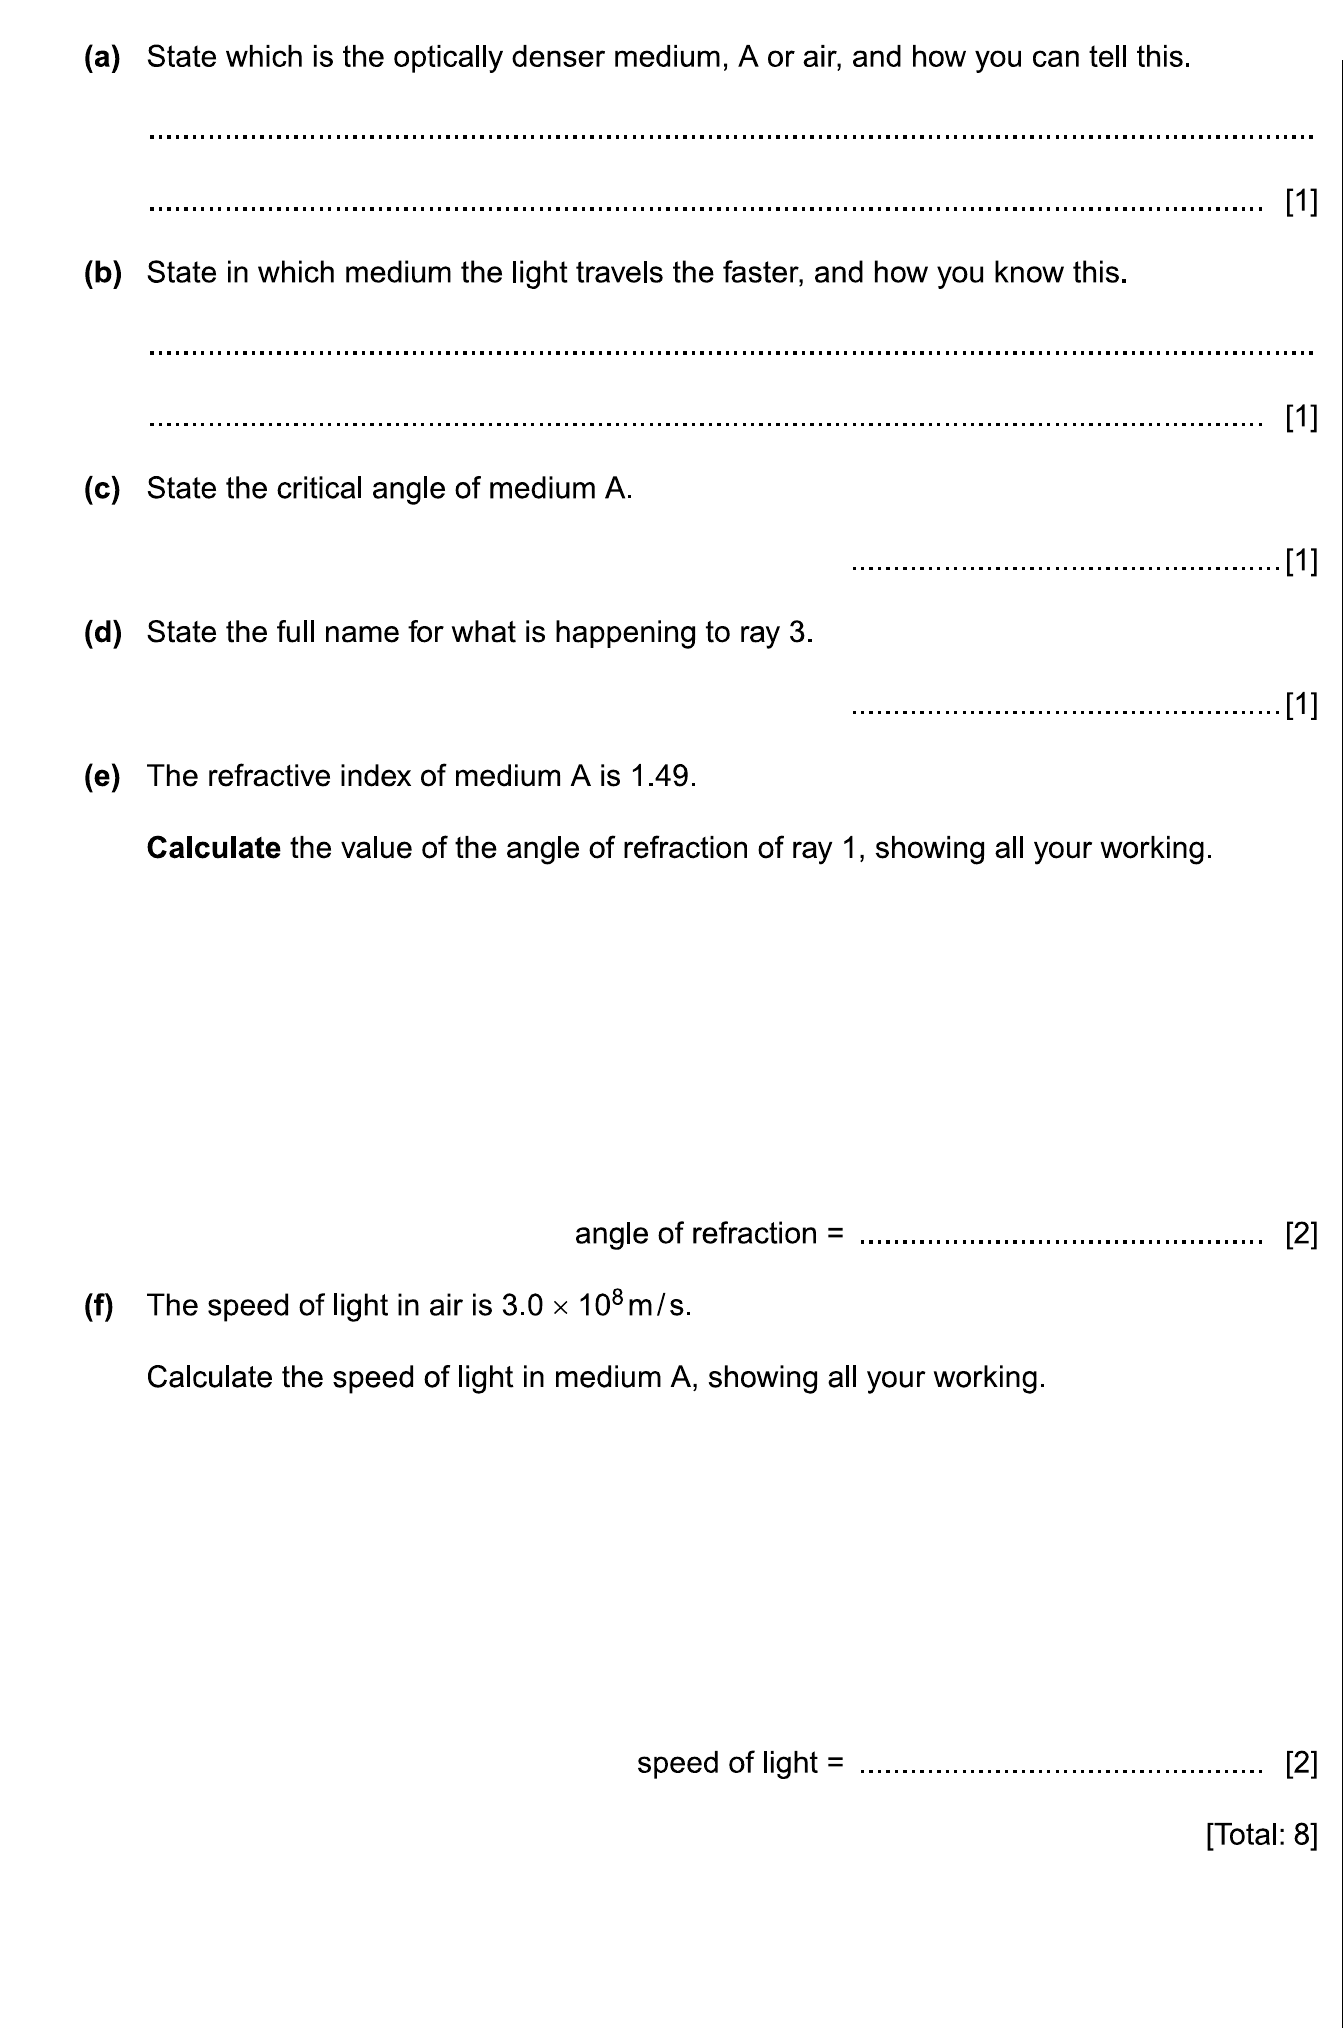 (a) State which is the optically denser medium, A or air, and how you can tell this.
..........................................................................................
.......................................................................................... [1]
(b) State in which medium the light travels the faster, and how you know this.
..........................................................................................
.......................................................................................... [1]
(c) State the critical angle of medium A.
..................................................[1]
(d) State the full name for what is happening to ray 3.
..................................................[1]
(e) The refractive index of medium A is 1.49.
Calculate the value of the angle of refraction of ray 1, showing all your working.
angle of refraction = ................................................ [2]
(f) The speed of light in air is 3.0 × 10⁸ m/s.
Calculate the speed of light in medium A, showing all your working.
speed of light = ................................................ [2]
[Total: 8]